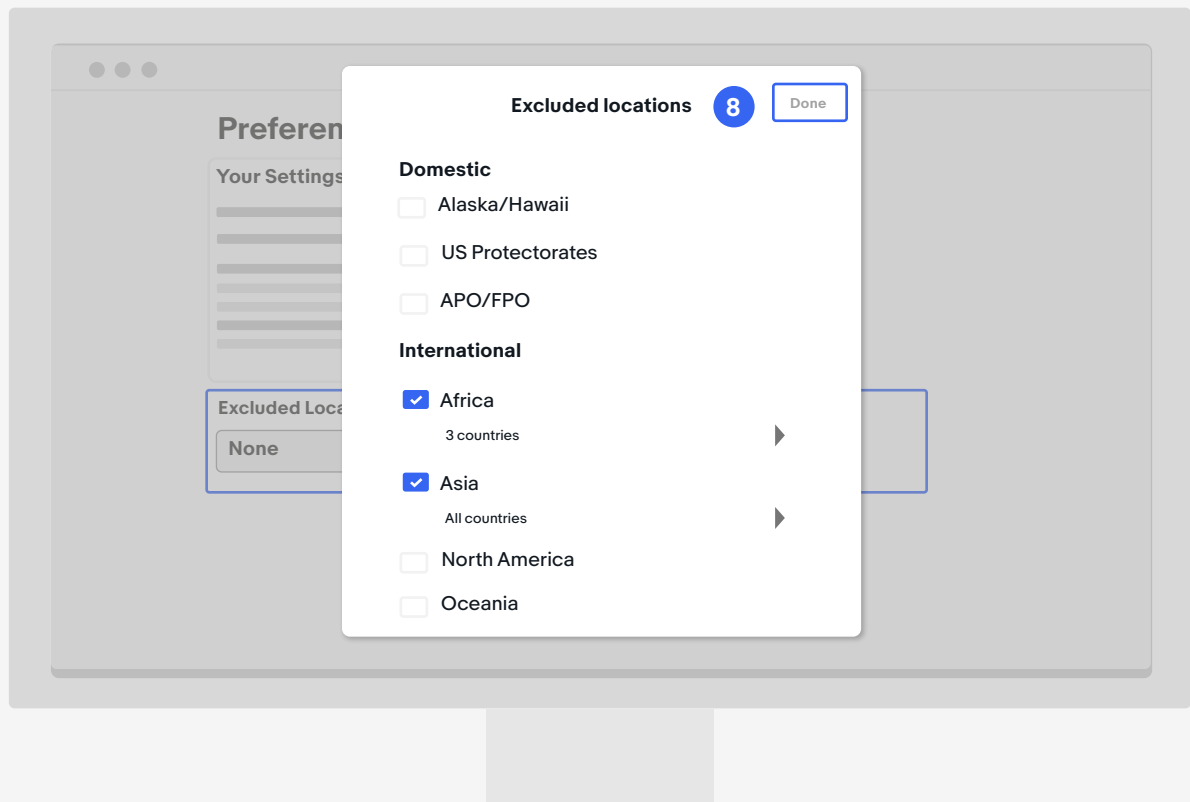 Excluded locations
8
Done
Preferen
Your Settings
Domestic
Alaska/Hawaii
US Protectorates
APO/FPO
International
Africa
3 countries
Excluded Loca
None
Asia
All countries
North America
Oceania